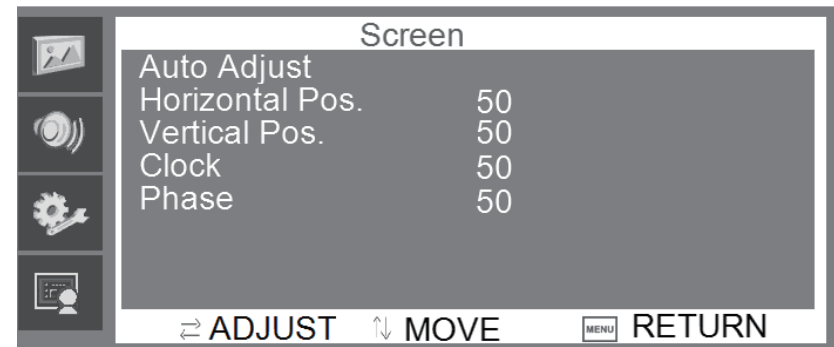 Screen
Auto Adjust
Horizontal Pos. 50
Vertical Pos. 50
Clock 50
Phase 50
⇄ ADJUST ↑↓ MOVE MENU RETURN